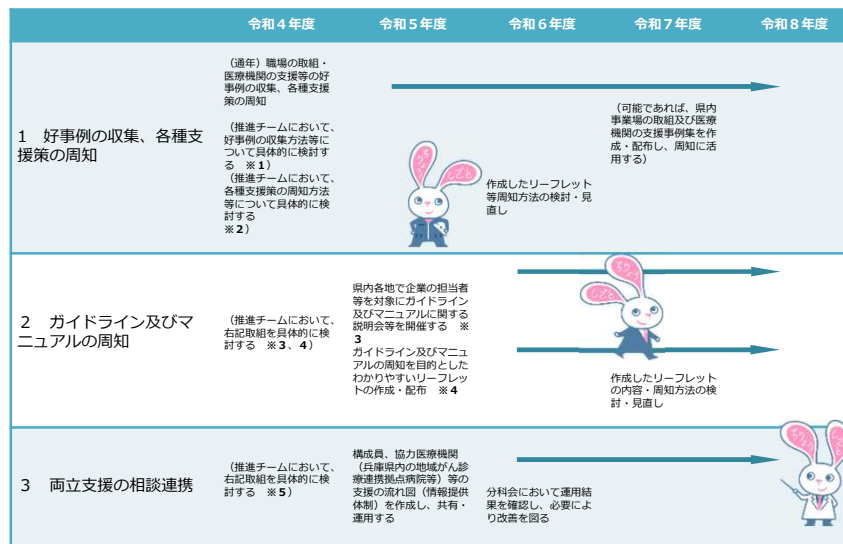 令和４年度
令和５年度
令和６年度
令和７年度
令和８年度
1　好事例の収集、各種支
援策の周知
（通年）職場の取組・
医療機関の支援等の好
事例の収集、各種支援
策の周知
（推進チームにおいて、
好事例の収集方法等に
ついて具体的に検討す
る　※１）
（推進チームにおいて、
各種支援策の周知方法
等について具体的に検
討する
※２）
ちりょう
しごと
作成したリーフレット
等周知方法の検討・見
直し
（可能であれば、県内
事業場の取組及び医療
機関の支援事例集を作
成・配布し、周知に活
用する）
２　ガイドライン及びマ
ニュアルの周知
（推進チームにおいて、
右記取組を具体的に検
討する　※３、４）
県内各地で企業の担当者
等を対象にガイドライン
及びマニュアルに関する
説明会等を開催する　※
３
ガイドライン及びマニュ
アルの周知を目的とした
わかりやすいリーフレッ
トの作成・配布　※４
ちりょう
しごと
作成したリーフレット
の内容・周知方法の検
討・見直し
３　両立支援の相談連携
（推進チームにおいて、
右記取組を具体的に検
討する　※５）
構成員、協力医療機関
（兵庫県内の地域がん診
療連携拠点病院等）等の
支援の流れ図（情報提供
体制）を作成し、共有・
運用する
分科会において運用結
果を確認し、必要によ
り改善を図る
ちりょう
しごと